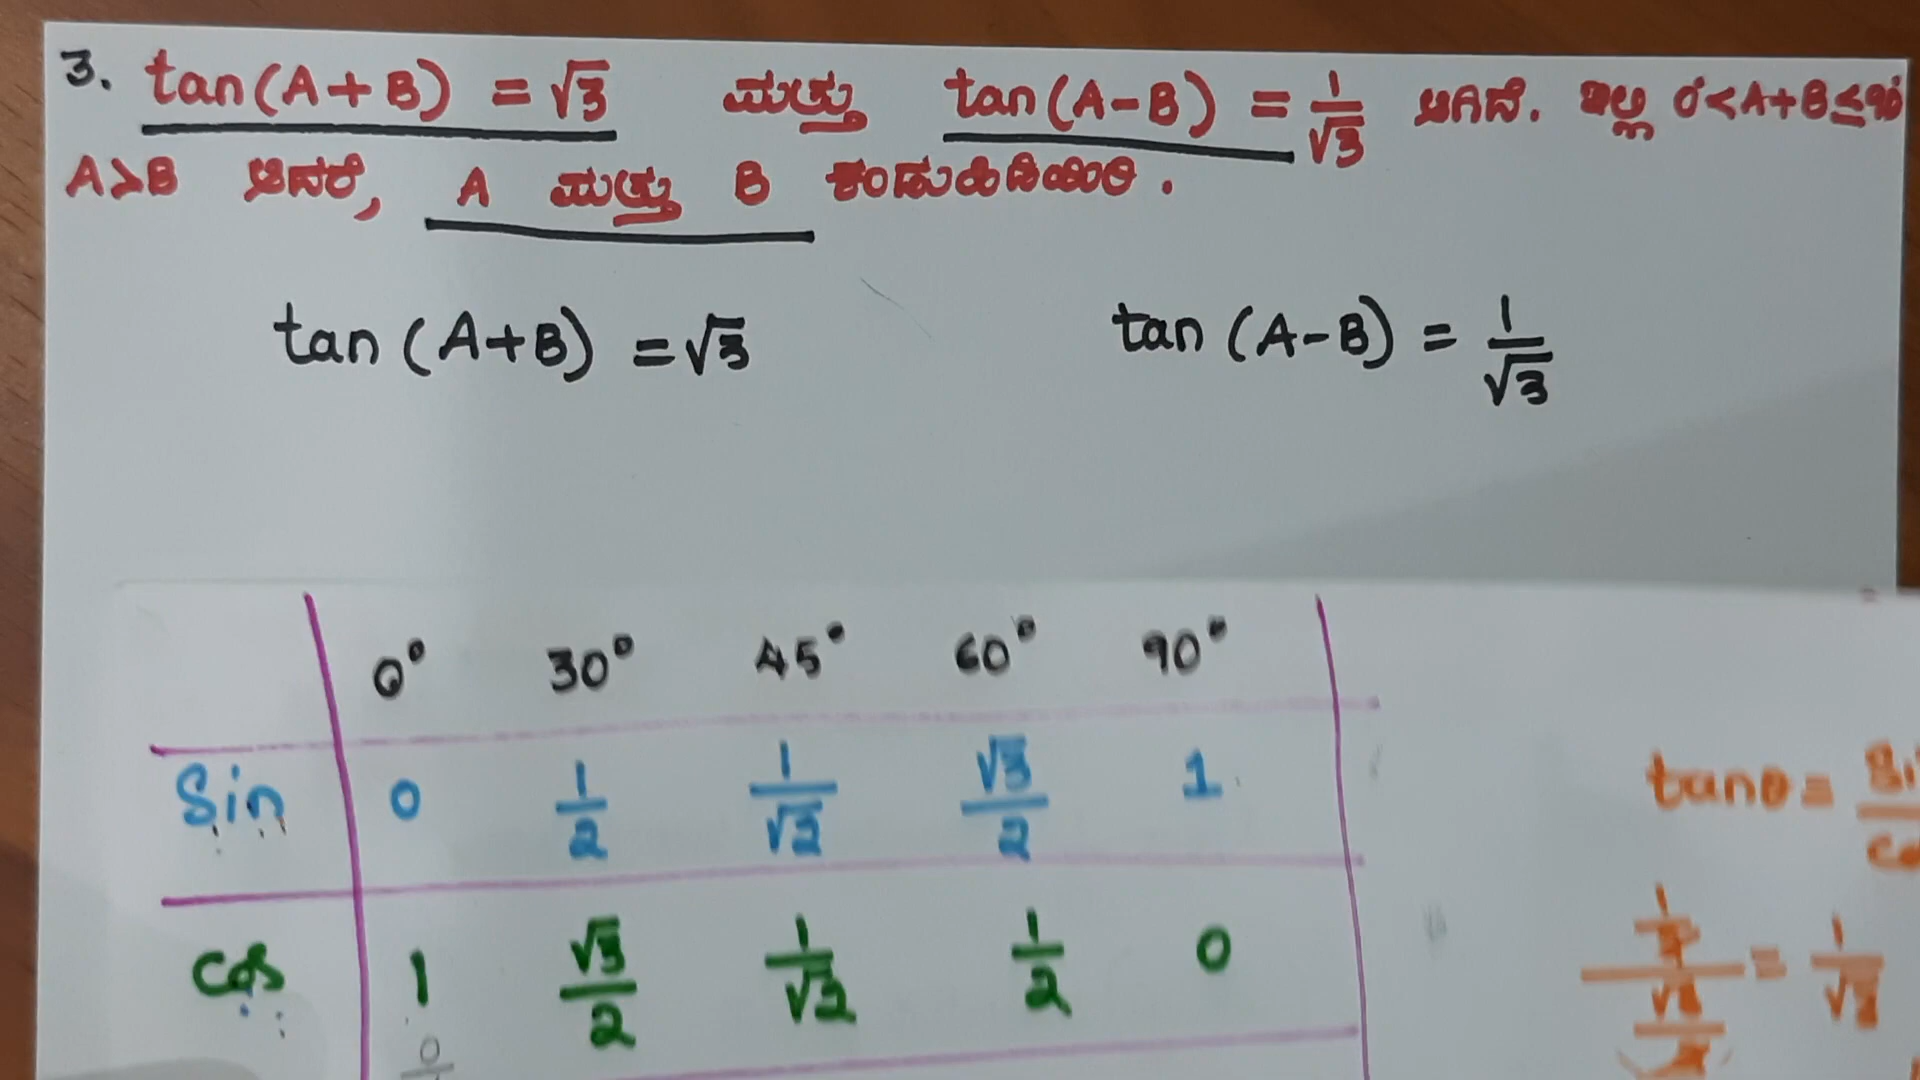 3. tan(A+B) = √3 ಮತ್ತು tan(A-B) = 1/√3 ಆಗಿದೆ. ಇಲ್ಲಿ 0°<A+B≤90°
A>B ಆದರೆ, A ಮತ್ತು B ಕಂಡುಹಿಡಿಯಿರಿ.
tan (A+B) = √3 tan (A-B) = 1/√3
0° 30° 45° 60° 90°
Sin 0 1/2 1/√2 √3/2 1
tanθ =
Cos 1 √3/2 1/√2 1/2 0